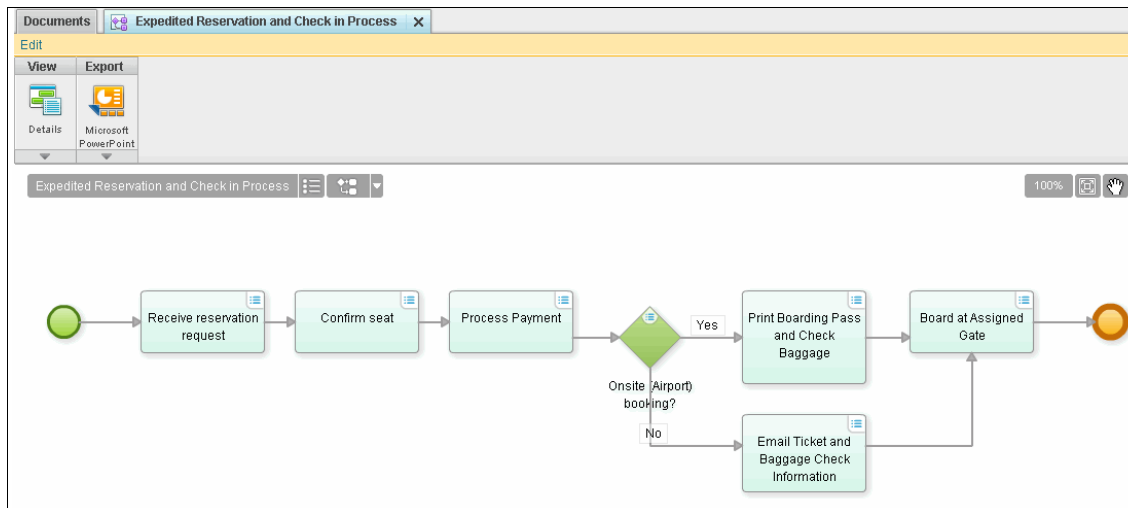 Documents
Expedited Reservation and Check in Process X
Edit
View
Export
Details
Microsoft
PowerPoint
Expedited Reservation and Check in Process
100%
Receive reservation
request
Confirm seat
Process Payment
Onsite (Airport)
booking?
Yes
No
Print Boarding Pass
and Check
Baggage
Email Ticket and
Baggage Check
Information
Board at Assigned
Gate